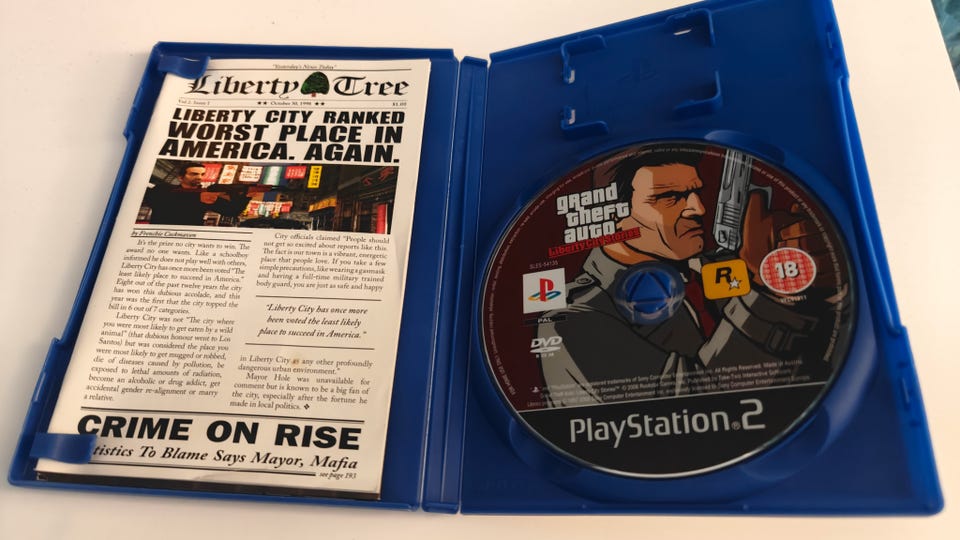 "Yesterday's News Today"
Liberty Tree
Vol 2. Issue 1 ★★ October 30, 1998 ★★ $1.00
LIBERTY CITY RANKED
WORST PLACE IN
AMERICA. AGAIN.
by Frenchie Cockmaven
It's the prize no city wants to win. The
award no one wants. Like a schoolboy
informed he does not play well with others,
Liberty City has once more been voted "The
least likely place to succeed in America."
Eight out of the past twelve years the city
has won this dubious accolade, and this
year was the first that the city topped the
bill in 6 out of 7 categories.
Liberty City was not "The city where
you were most likely to get eaten by a wild
animal" (that dubious honour went to Los
Santos) but was considered the place you
were most likely to get mugged or robbed,
die of diseases caused by pollution, be
exposed to lethal amounts of radiation,
become an alcoholic or drug addict, get
accidental gender re-alignment or marry
a relative.
City officials claimed "People should
not get so excited about reports like this.
The fact is our town is a vibrant, energetic
place that people love. If you take a few
simple precautions, like wearing a gasmask
and having a full-time military trained
body guard, you are just as safe and happy
"Liberty City has once more
been voted the least likely
place to succeed in America."
in Liberty City as any other profoundly
dangerous urban environment."
Mayor Hole was unavailable for
comment but is known to be a big fan of
the city, especially after the fortune he
made in local politics.
CRIME ON RISE
tistics To Blame Says Mayor, Mafia
see page 193
grand
theft
auto
Liberty City Stories
SLES-54135
PAL
DVD
ROM
R
18
PlayStation®2